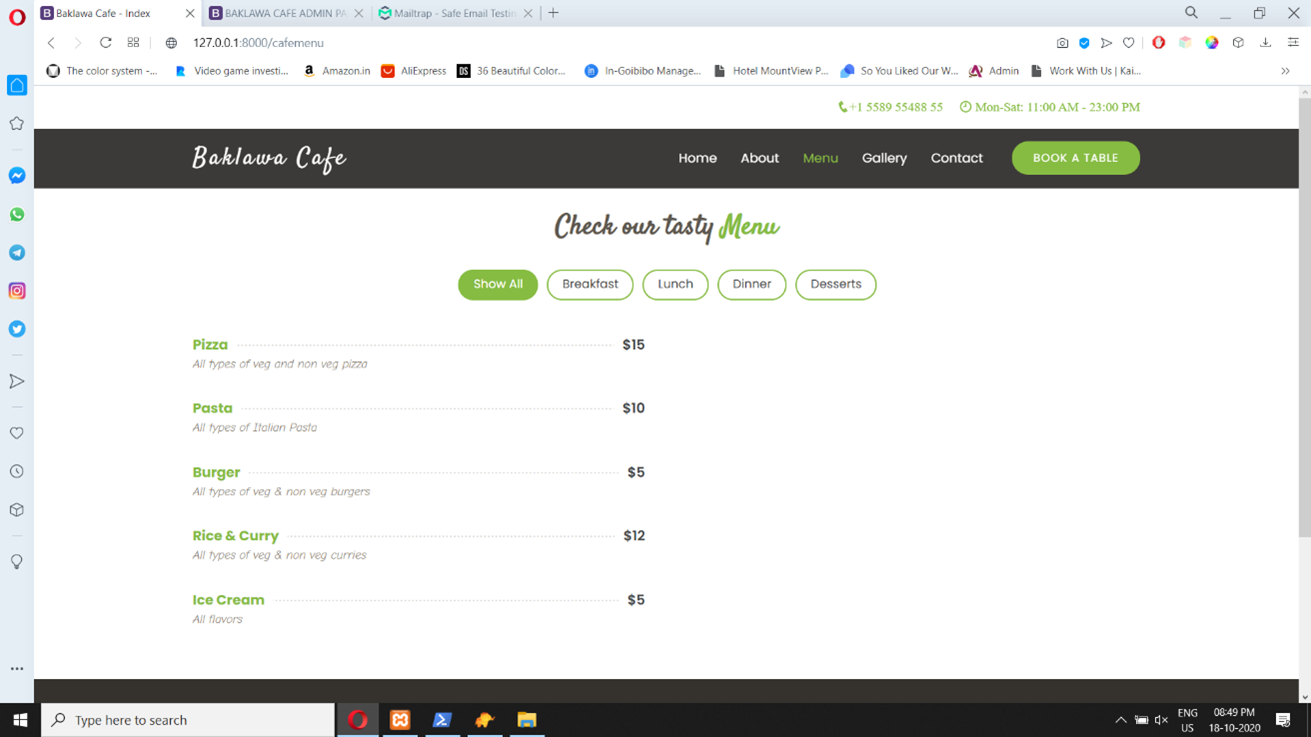 Baklawa Cafe - Index
BAKLAWA CAFE ADMIN PA
Mailtrap - Safe Email Testin
127.0.0.1:8000/cafemenu
The color system -...
Video game investi...
Amazon.in
AliExpress
DS 36 Beautiful Color...
in In-Goibibo Manage...
Hotel MountView P...
So You Liked Our W...
Admin
Work With Us | Kai...
+1 5589 55488 55
Mon-Sat: 11:00 AM - 23:00 PM
Baklawa Cafe
Home
About
Menu
Gallery
Contact
BOOK A TABLE
Check our tasty Menu
Show All
Breakfast
Lunch
Dinner
Desserts
Pizza $15
All types of veg and non veg pizza
Pasta $10
All types of Italian Pasta
Burger $5
All types of veg & non veg burgers
Rice & Curry $12
All types of veg & non veg curries
Ice Cream $5
All flavors
Type here to search
ENG
US
08:49 PM
18-10-2020